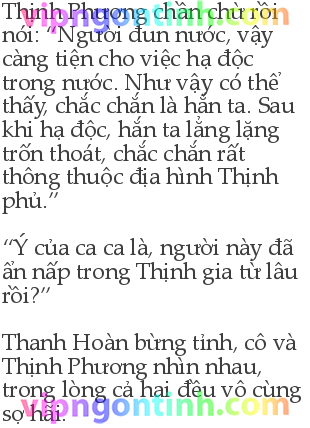 Thịnh Phương chần chừ rồi
nói: “Người đun nước, vậy
càng tiện cho việc hạ độc
trong nước. Như vậy có thể
thấy, chắc chắn là hắn ta. Sau
khi hạ độc, hắn ta lẳng lặng
trốn thoát, chắc chắn rất
thông thuộc địa hình Thịnh
phủ.”
“Ý của ca ca là, người này đã
ẩn nấp trong Thịnh gia từ lâu
rồi?”
Thanh Hoàn bừng tỉnh, cô và
Thịnh Phương nhìn nhau,
trong lòng cả hai đều vô cùng
sợ hãi.
vipngontinh.com
vipngontinh.com